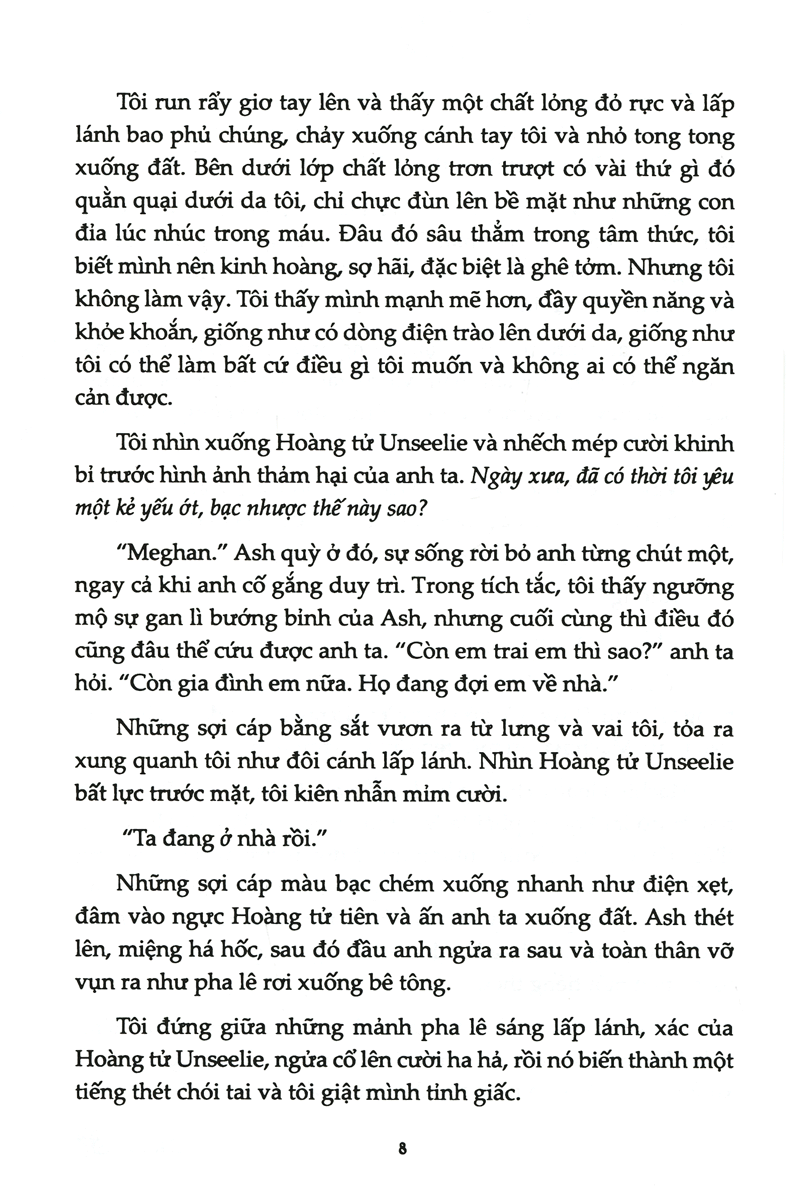 Tôi run rẩy giơ tay lên và thấy một chất lỏng đỏ rực và lấp
lánh bao phủ chúng, chảy xuống cánh tay tôi và nhỏ tong tong
xuống đất. Bên dưới lớp chất lỏng trơn trượt có vài thứ gì đó
quằn quại dưới da tôi, chỉ chực đùn lên bề mặt như những con
đỉa lúc nhúc trong máu. Đâu đó sâu thẳm trong tâm thức, tôi
biết mình nên kinh hoàng, sợ hãi, đặc biệt là ghê tởm. Nhưng tôi
không làm vậy. Tôi thấy mình mạnh mẽ hơn, đầy quyền năng và
khỏe khoắn, giống như có dòng điện trào lên dưới da, giống như
tôi có thể làm bất cứ điều gì tôi muốn và không ai có thể ngăn
cản được.
Tôi nhìn xuống Hoàng tử Unseelie và nhếch mép cười khinh
bỉ trước hình ảnh thảm hại của anh ta. Ngày xưa, đã có thời tôi yêu
một kẻ yếu ớt, bạc nhược thế này sao?
“Meghan.” Ash quỳ ở đó, sự sống rời bỏ anh từng chút một,
ngay cả khi anh cố gắng duy trì. Trong tích tắc, tôi thấy ngưỡng
mộ sự gan lì bướng bỉnh của Ash, nhưng cuối cùng thì điều đó
cũng đâu thể cứu được anh ta. “Còn em trai em thì sao?” anh ta
hỏi. “Còn gia đình em nữa. Họ đang đợi em về nhà.”
Những sợi cáp bằng sắt vươn ra từ lưng và vai tôi, tỏa ra
xung quanh tôi như đôi cánh lấp lánh. Nhìn Hoàng tử Unseelie
bất lực trước mặt, tôi kiên nhẫn mỉm cười.
“Ta đang ở nhà rồi.”
Những sợi cáp màu bạc chém xuống nhanh như điện xẹt,
đâm vào ngực Hoàng tử tiên và ấn anh ta xuống đất. Ash thét
lên, miệng há hốc, sau đó đầu anh ngửa ra sau và toàn thân vỡ
vụn ra như pha lê rơi xuống bê tông.
Tôi đứng giữa những mảnh pha lê sáng lấp lánh, xác của
Hoàng tử Unseelie, ngửa cổ lên cười ha hả, rồi nó biến thành một
tiếng thét chói tai và tôi giật mình tỉnh giấc.
8